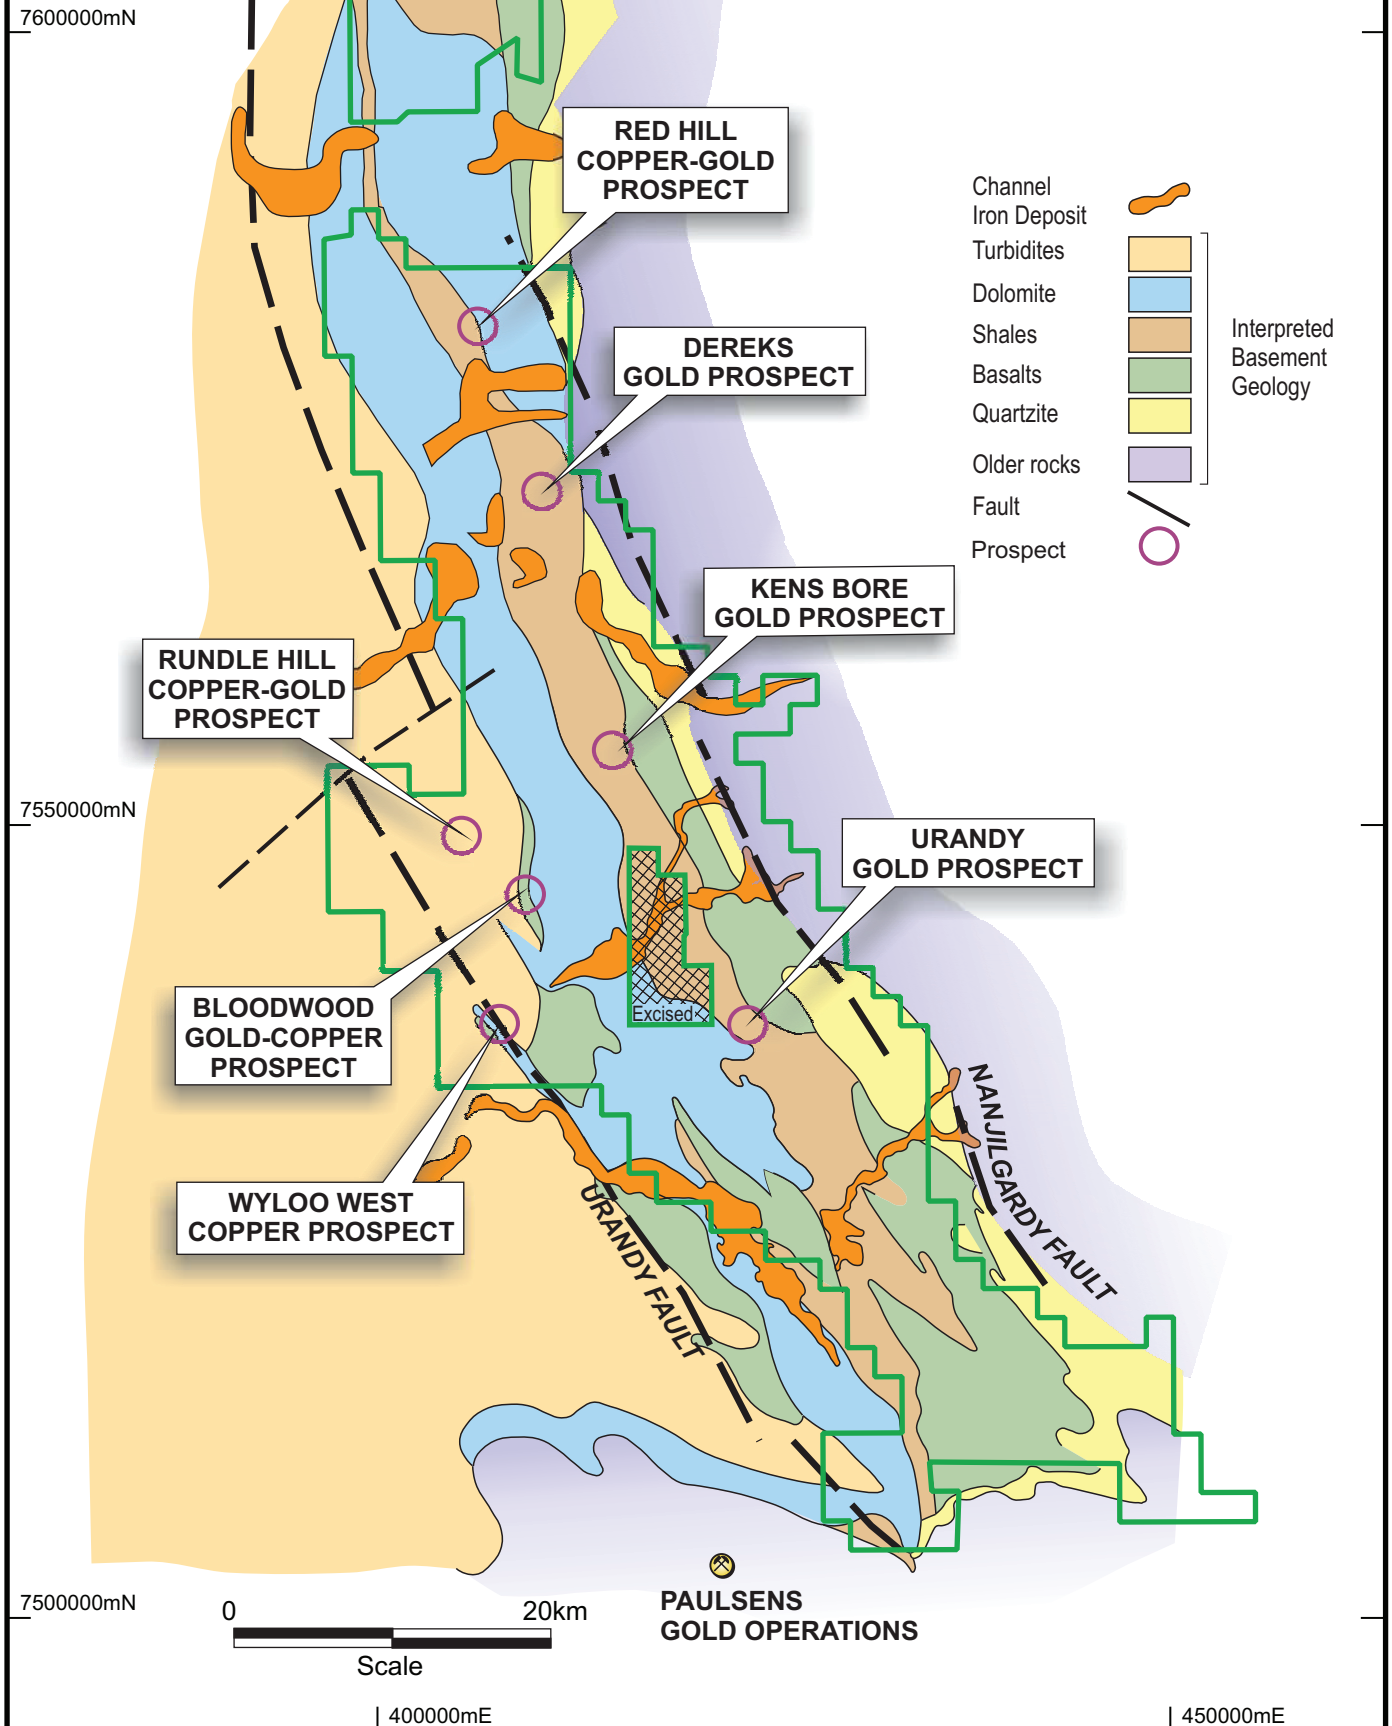 7600000mN
RED HILL
COPPER-GOLD
PROSPECT
Channel
Iron Deposit
Turbidites
Dolomite
Shales
Basalts
Quartzite
Older rocks
Fault
Prospect
Interpreted
Basement
Geology
DEREKS
GOLD PROSPECT
KENS BORE
GOLD PROSPECT
RUNDLE HILL
COPPER-GOLD
PROSPECT
7550000mN
URANDY
GOLD PROSPECT
BLOODWOOD
GOLD-COPPER
PROSPECT
Excised
WYLOO WEST
COPPER PROSPECT
NANJILGARDY FAULT
URANDY FAULT
PAULSENS
GOLD OPERATIONS
7500000mN
0 20km
Scale
400000mE
450000mE